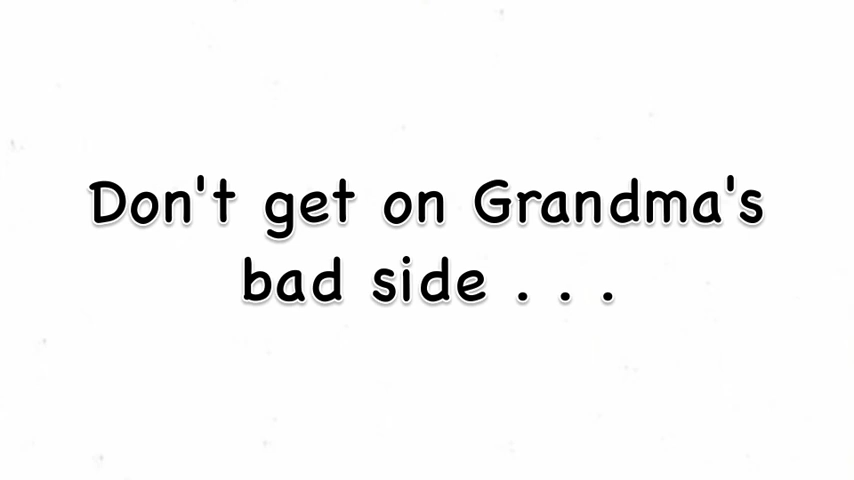 Don't get on Grandma's
bad side . . .